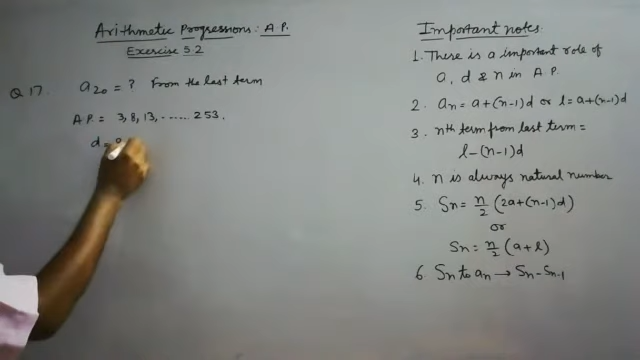 Arithmetic Progressions: A.P.
Exercise 5.2
Q 17. a20 = ? From the last term
A.P. = 3, 8, 13, ...... 253.
d =
Important notes
1. There is a important role of
a, d & n in A.P.
2. an = a+(n-1)d or l = a+(n-1)d
3. nth term from last term =
l-(n-1)d
4. n is always natural number
5. Sn = n/2 (2a+(n-1)d)
or
Sn = n/2 (a+l)
6. Sn to an → Sn - Sn-1